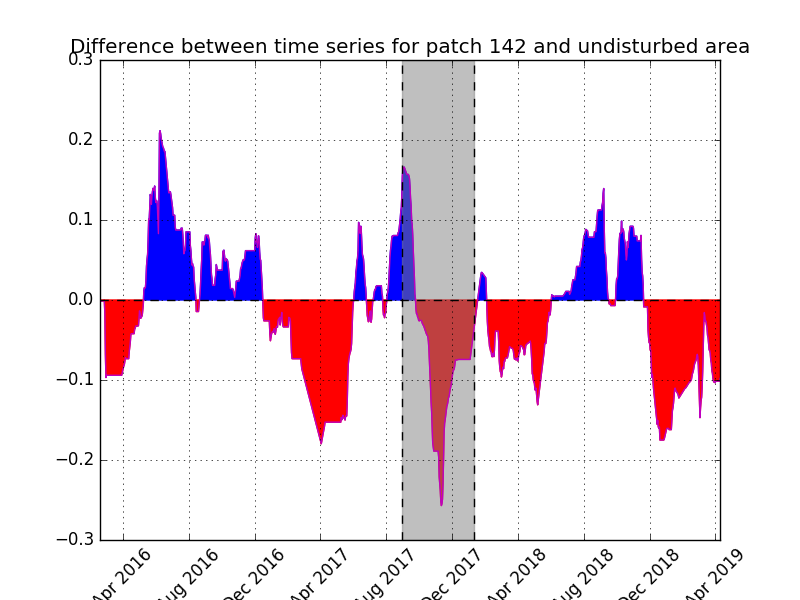 Difference between time series for patch 142 and undisturbed area
0.3
0.2
0.1
0.0
−0.1
−0.2
−0.3
Apr 2016
Aug 2016
Dec 2016
Apr 2017
Aug 2017
Dec 2017
Apr 2018
Aug 2018
Dec 2018
Apr 2019